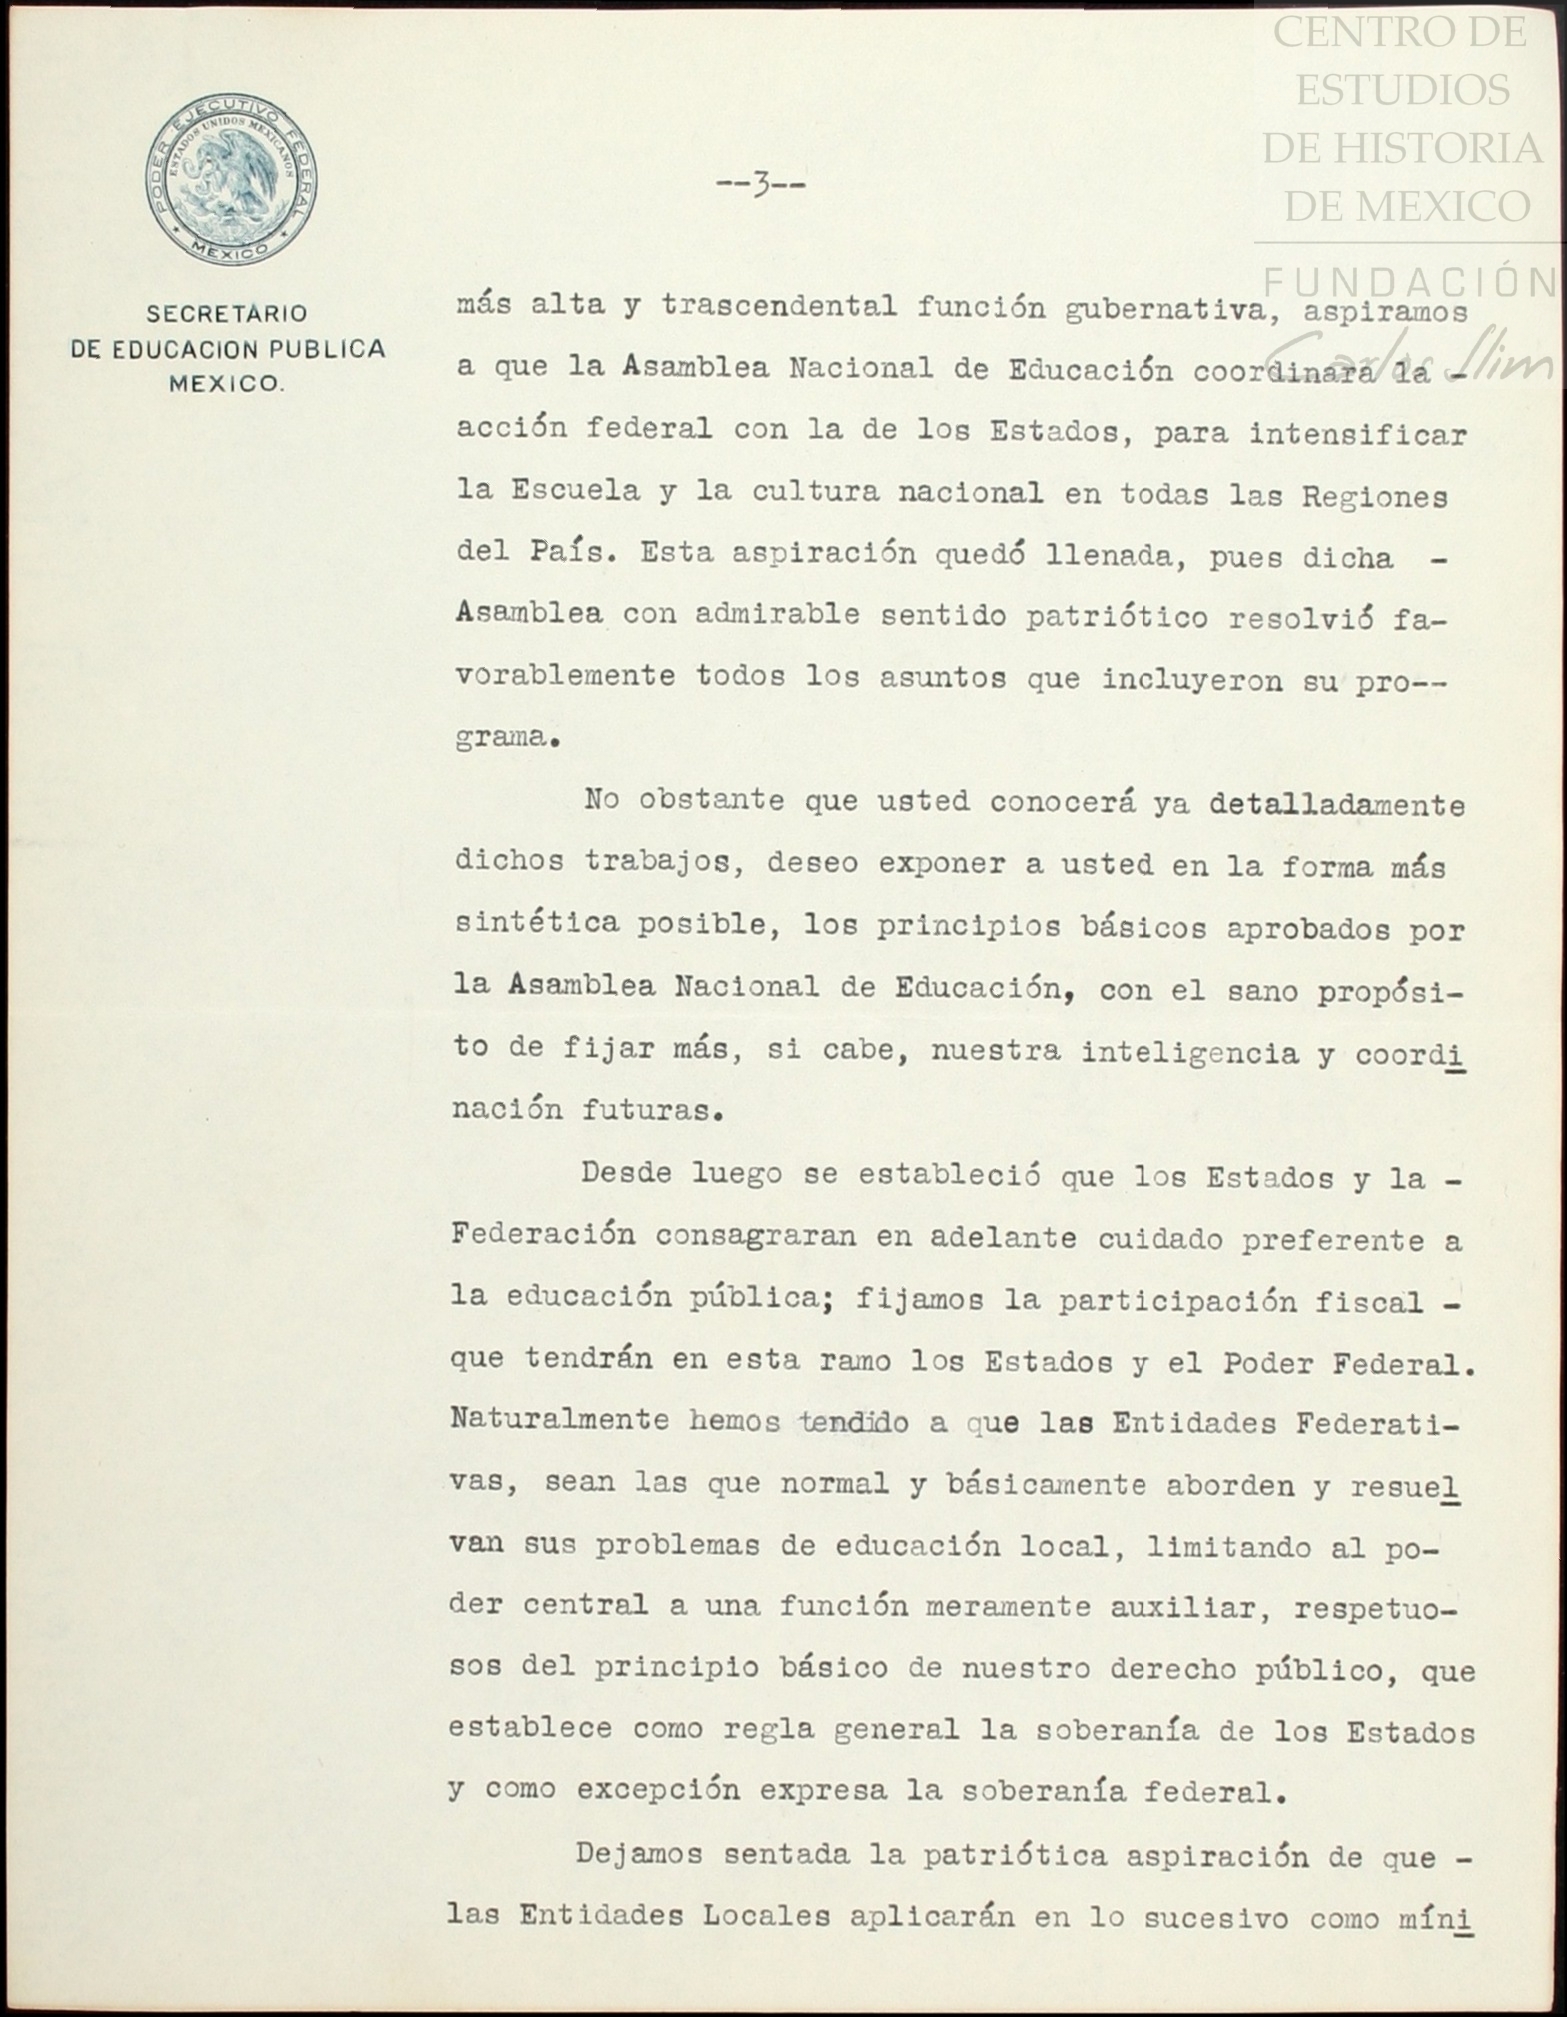 CENTRO DE
ESTUDIOS
DE HISTORIA
DE MEXICO
FUNDACIÓN
Carlos Slim
PODER EJECUTIVO FEDERAL
ESTADOS UNIDOS MEXICANOS
* MEXICO *
SECRETARIO
DE EDUCACION PUBLICA
MEXICO.
--3--
más alta y trascendental función gubernativa, aspiramos
a que la Asamblea Nacional de Educación coordinara la -
acción federal con la de los Estados, para intensificar
la Escuela y la cultura nacional en todas las Regiones
del País. Esta aspiración quedó llenada, pues dicha -
Asamblea con admirable sentido patriótico resolvió fa-
vorablemente todos los asuntos que incluyeron su pro--
grama.
No obstante que usted conocerá ya detalladamente
dichos trabajos, deseo exponer a usted en la forma más
sintética posible, los principios básicos aprobados por
la Asamblea Nacional de Educación, con el sano propósi-
to de fijar más, si cabe, nuestra inteligencia y coordi
nación futuras.
Desde luego se estableció que los Estados y la -
Federación consagraran en adelante cuidado preferente a
la educación pública; fijamos la participación fiscal -
que tendrán en esta ramo los Estados y el Poder Federal.
Naturalmente hemos tendido a que las Entidades Federati-
vas, sean las que normal y básicamente aborden y resuel
van sus problemas de educación local, limitando al po-
der central a una función meramente auxiliar, respetuo-
sos del principio básico de nuestro derecho público, que
establece como regla general la soberanía de los Estados
y como excepción expresa la soberanía federal.
Dejamos sentada la patriótica aspiración de que -
las Entidades Locales aplicarán en lo sucesivo como míni